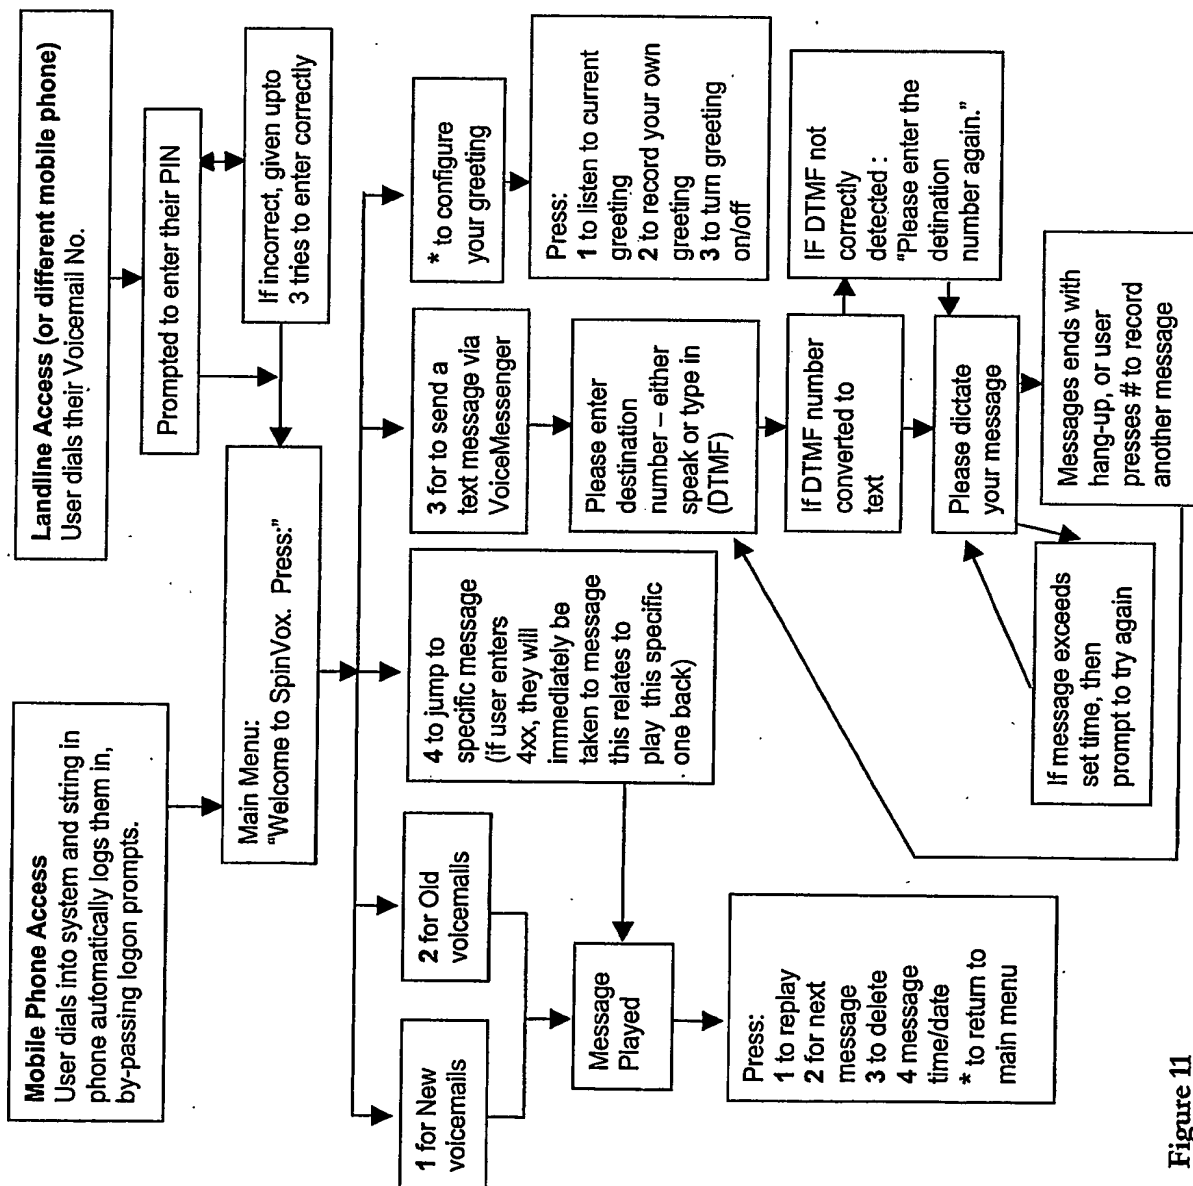 Mobile Phone Access
User dials into system and string in
phone automatically logs them in,
by-passing logon prompts.
Landline Access (or different mobile phone)
User dials their Voicemail No.
Prompted to enter their PIN
If incorrect, given upto
3 tries to enter correctly
Main Menu:
"Welcome to SpinVox. Press:"
1 for New
voicemails
2 for Old
voicemails
4 to jump to
specific message
(if user enters
4xx, they will
immediately be
taken to message
this relates to
play this specific
one back)
3 for to send a
text message via
VoiceMessenger
* to configure
your greeting
Message
Played
Please enter
destination
number – either
speak or type in
(DTMF)
Press:
1 to listen to current
greeting
2 to record your own
greeting
3 to turn greeting
on/off
Press:
1 to replay
2 for next
message
3 to delete
4 message
time/date
* to return to
main menu
If DTMF number
converted to
text
IF DTMF not
correctly
detected :
"Please enter the
detination
number again."
Please dictate
your message
If message exceeds
set time, then
prompt to try again
Messages ends with
hang-up, or user
presses # to record
another message
Figure 11